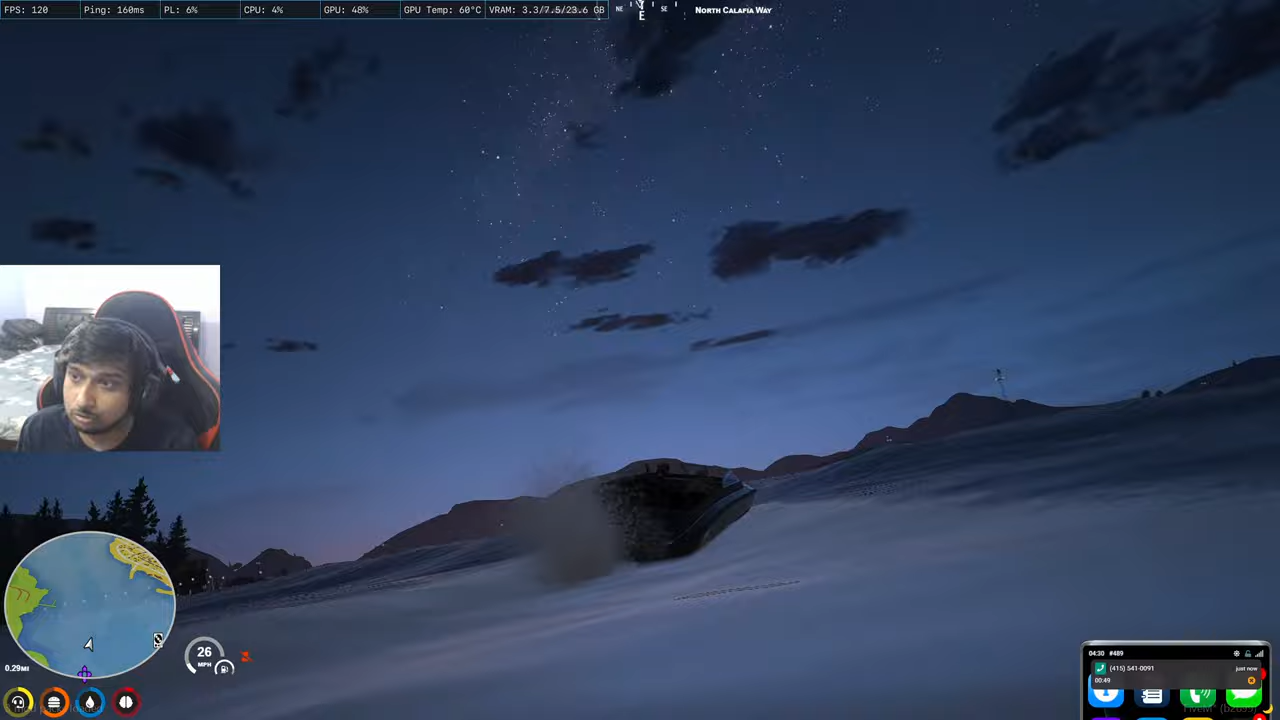 FPS: 120 Ping: 160ms PL: 6% CPU: 4% GPU: 48% GPU Temp: 60°C VRAM: 3.3/7.5/23.6 GB
NE E SE
NORTH CALAFIA WAY
0.29MI
26
MPH
04:30 #489
(415) 541-0091 just now
00:49